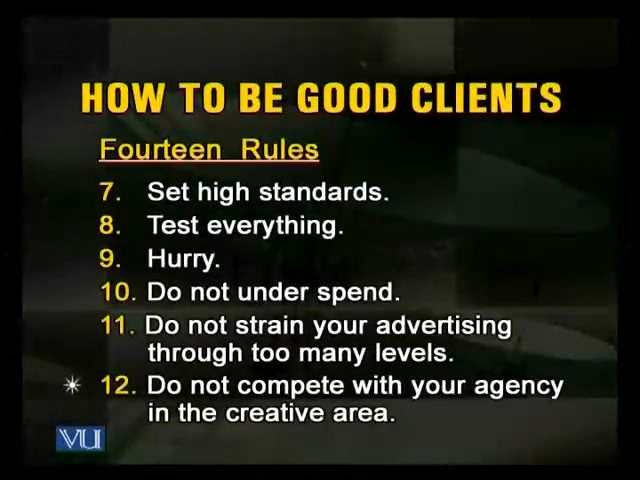 HOW TO BE GOOD CLIENTS
Fourteen Rules
7. Set high standards.
8. Test everything.
9. Hurry.
10. Do not under spend.
11. Do not strain your advertising
through too many levels.
12. Do not compete with your agency
in the creative area.
VU